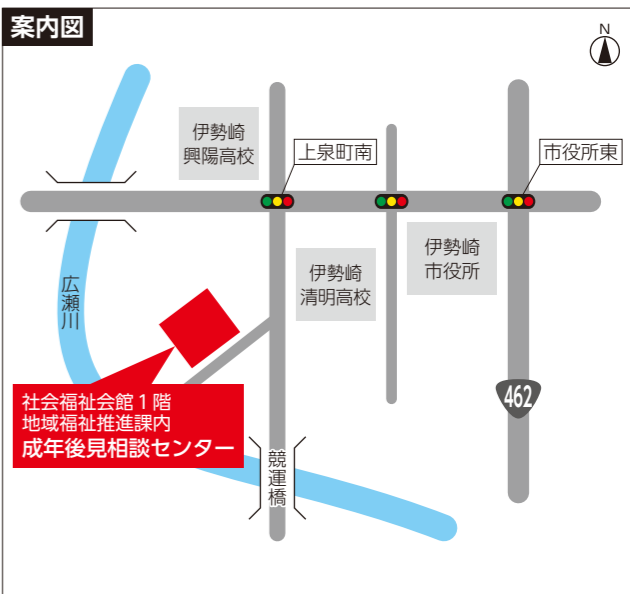 案内図
N
伊勢崎
興陽高校
上泉町南
市役所東
伊勢崎
市役所
伊勢崎
清明高校
広瀬川
462
社会福祉会館1階
地域福祉推進課内
成年後見相談センター
競運橋